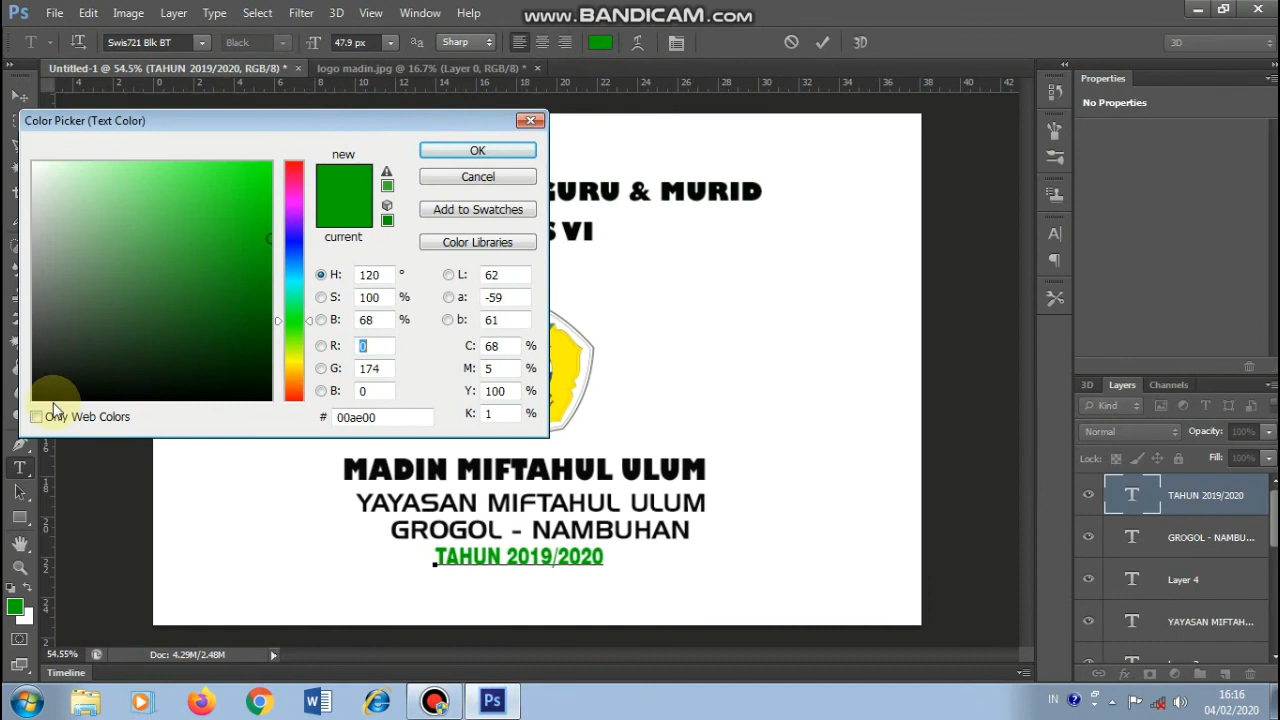 Ps File Edit Image Layer Type Select Filter 3D View Window Help
www.BANDICAM.com
Swis721 Blk BT Black 47.9 px Sharp 3D 3D
Untitled-1 @ 54.5% (TAHUN 2019/2020, RGB/8) * × logo madin.jpg @ 16.7% (Layer 0, RGB/8) * ×
Color Picker (Text Color)
new
current
OK
Cancel
Add to Swatches
Color Libraries
H: 120 °
S: 100 %
B: 68 %
R: 0
G: 174
B: 0
# 00ae00
L: 62
a: -59
b: 61
C: 68 %
M: 5 %
Y: 100 %
K: 1 %
Only Web Colors
GURU & MURID
S VI
MADIN MIFTAHUL ULUM
YAYASAN MIFTAHUL ULUM
GROGOL - NAMBUHAN
TAHUN 2019/2020
Properties
No Properties
3D Layers Channels
Kind
Normal Opacity: 100%
Lock: Fill: 100%
TAHUN 2019/2020
GROGOL - NAMBU...
Layer 4
YAYASAN MIFTAH...
54.55% Doc: 4.29M/2.48M
Timeline
IN 16:16
04/02/2020